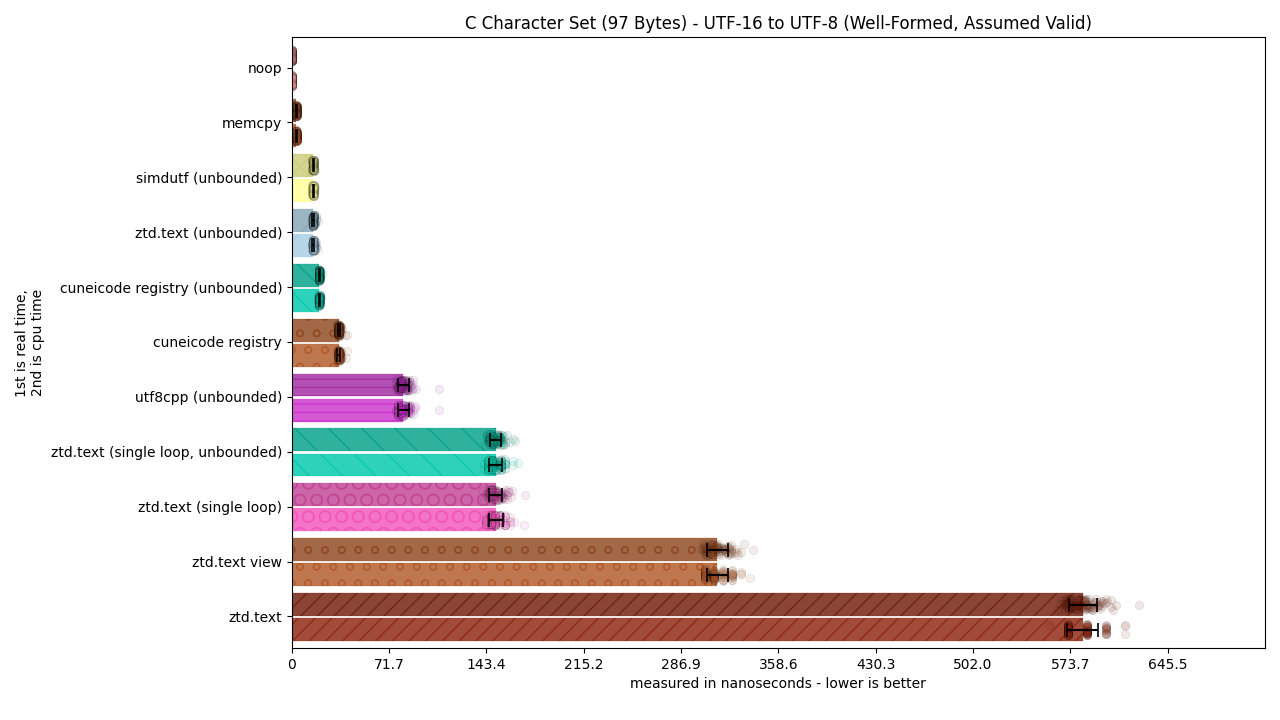 C Character Set (97 Bytes) - UTF-16 to UTF-8 (Well-Formed, Assumed Valid)
1st is real time,
2nd is cpu time
noop
memcpy
simdutf (unbounded)
ztd.text (unbounded)
cuneicode registry (unbounded)
cuneicode registry
utf8cpp (unbounded)
ztd.text (single loop, unbounded)
ztd.text (single loop)
ztd.text view
ztd.text
0 71.7 143.4 215.2 286.9 358.6 430.3 502.0 573.7 645.5
measured in nanoseconds - lower is better